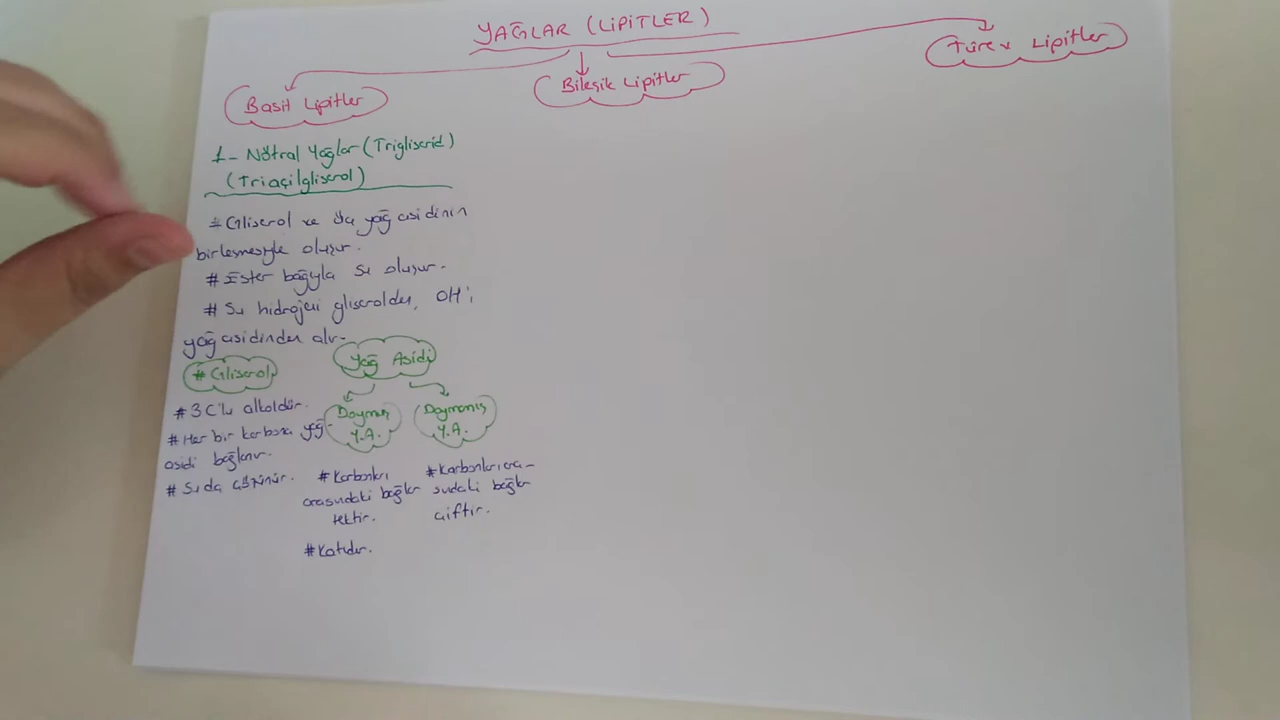 YAĞLAR (LİPİTLER)
Basit Lipitler
Bileşik Lipitler
Türev Lipitler
1- Nötral Yağlar (Trigliserid)
(Triaçilgliserol)
#Gliserol ve üç yağ asidinin
birleşmesiyle oluşur.
#Ester bağıyla su oluşur.
# Su hidrojeni gliserolden, OH'ı
yağ asidinden alır.
#Gliserol
#3C'lu alkoldür.
#Her bir karbona yağ
asidi bağlanır.
# Suda çözünür.
Yağ Asidi
Doymuş
Y.A.
#Karbonları
arasındaki bağlar
tektir.
#Katıdır.
Doymamış
Y.A.
#Karbonları ara-
sındaki bağlar
çiftir.